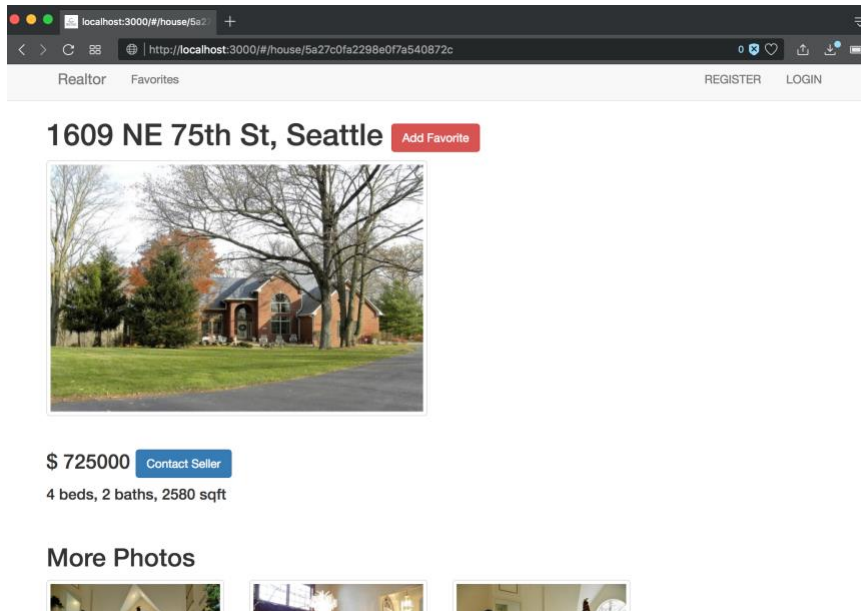 localhost:3000/#/house/5a2
http://localhost:3000/#/house/5a27c0fa2298e0f7a540872c
0
Realtor Favorites REGISTER LOGIN
1609 NE 75th St, Seattle Add Favorite
$ 725000 Contact Seller
4 beds, 2 baths, 2580 sqft
More Photos